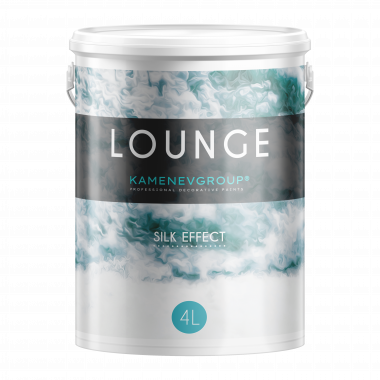 LOUNGE
KAMENEVGROUP®
PROFESSIONAL DECORATIVE PAINTS
SILK EFFECT
4L